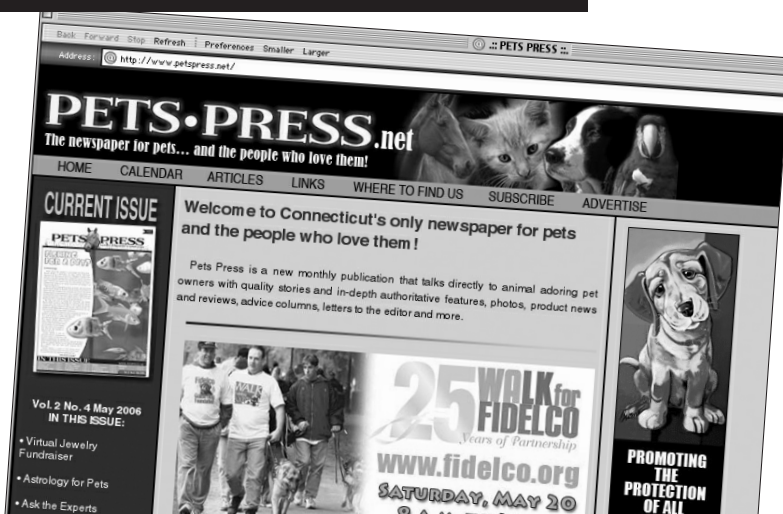 .:: PETS PRESS ::.
Back Forward Stop Refresh Preferences Smaller Larger
Address: @ http://www.petspress.net/
PETS•PRESS.net
The newspaper for pets... and the people who love them!
HOME CALENDAR ARTICLES LINKS WHERE TO FIND US SUBSCRIBE ADVERTISE
CURRENT ISSUE
PETS PRESS
IN THIS ISSUE
Vol. 2 No. 4 May 2006
IN THIS ISSUE:
• Virtual Jewelry
Fundraiser
• Astrology for Pets
• Ask the Experts
Welcome to Connecticut's only newspaper for pets
and the people who love them !
Pets Press is a new monthly publication that talks directly to animal adoring pet
owners with quality stories and in-depth authoritative features, photos, product news
and reviews, advice columns, letters to the editor and more.
25 WALK for
FIDELCO
Years of Partnership
www.fidelco.org
SATURDAY, MAY 20
PROMOTING
THE
PROTECTION
OF ALL